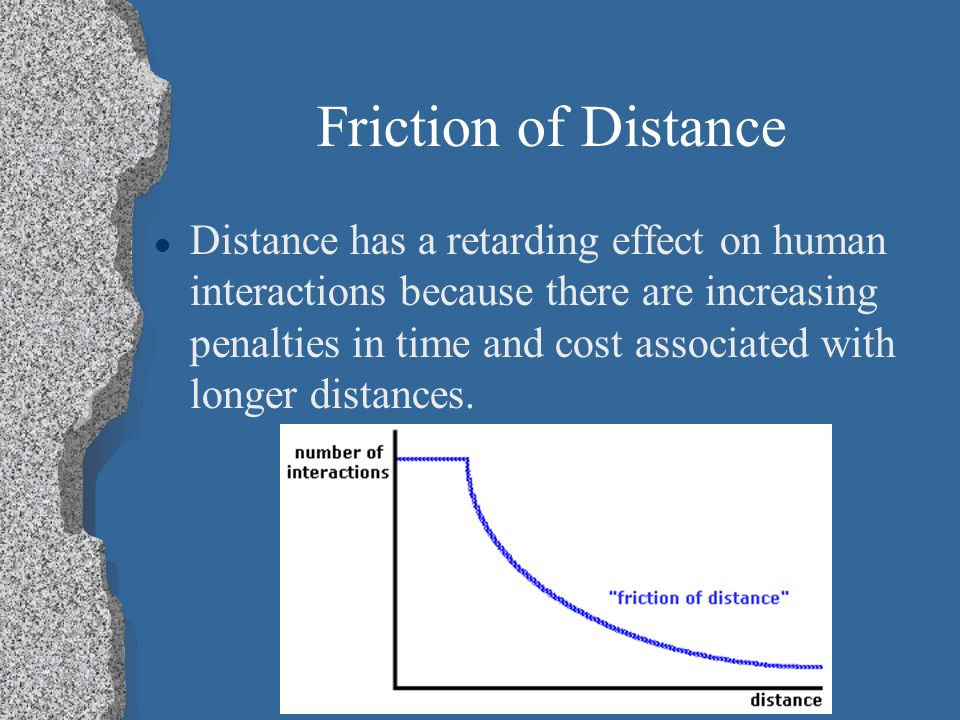 Friction of Distance
● Distance has a retarding effect on human
interactions because there are increasing
penalties in time and cost associated with
longer distances.
number of
interactions
"friction of distance"
distance